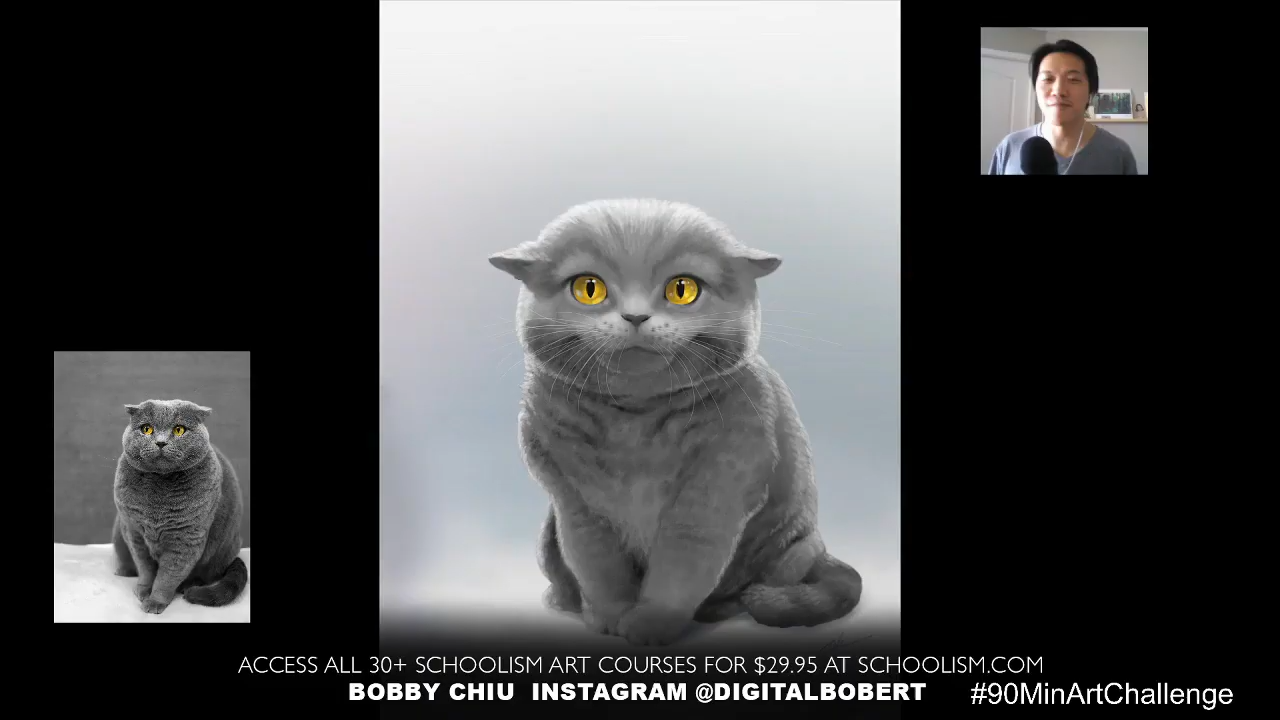 ACCESS ALL 30+ SCHOOLISM ART COURSES FOR $29.95 AT SCHOOLISM.COM
BOBBY CHIU INSTAGRAM @DIGITALBOBERT
#90MinArtChallenge